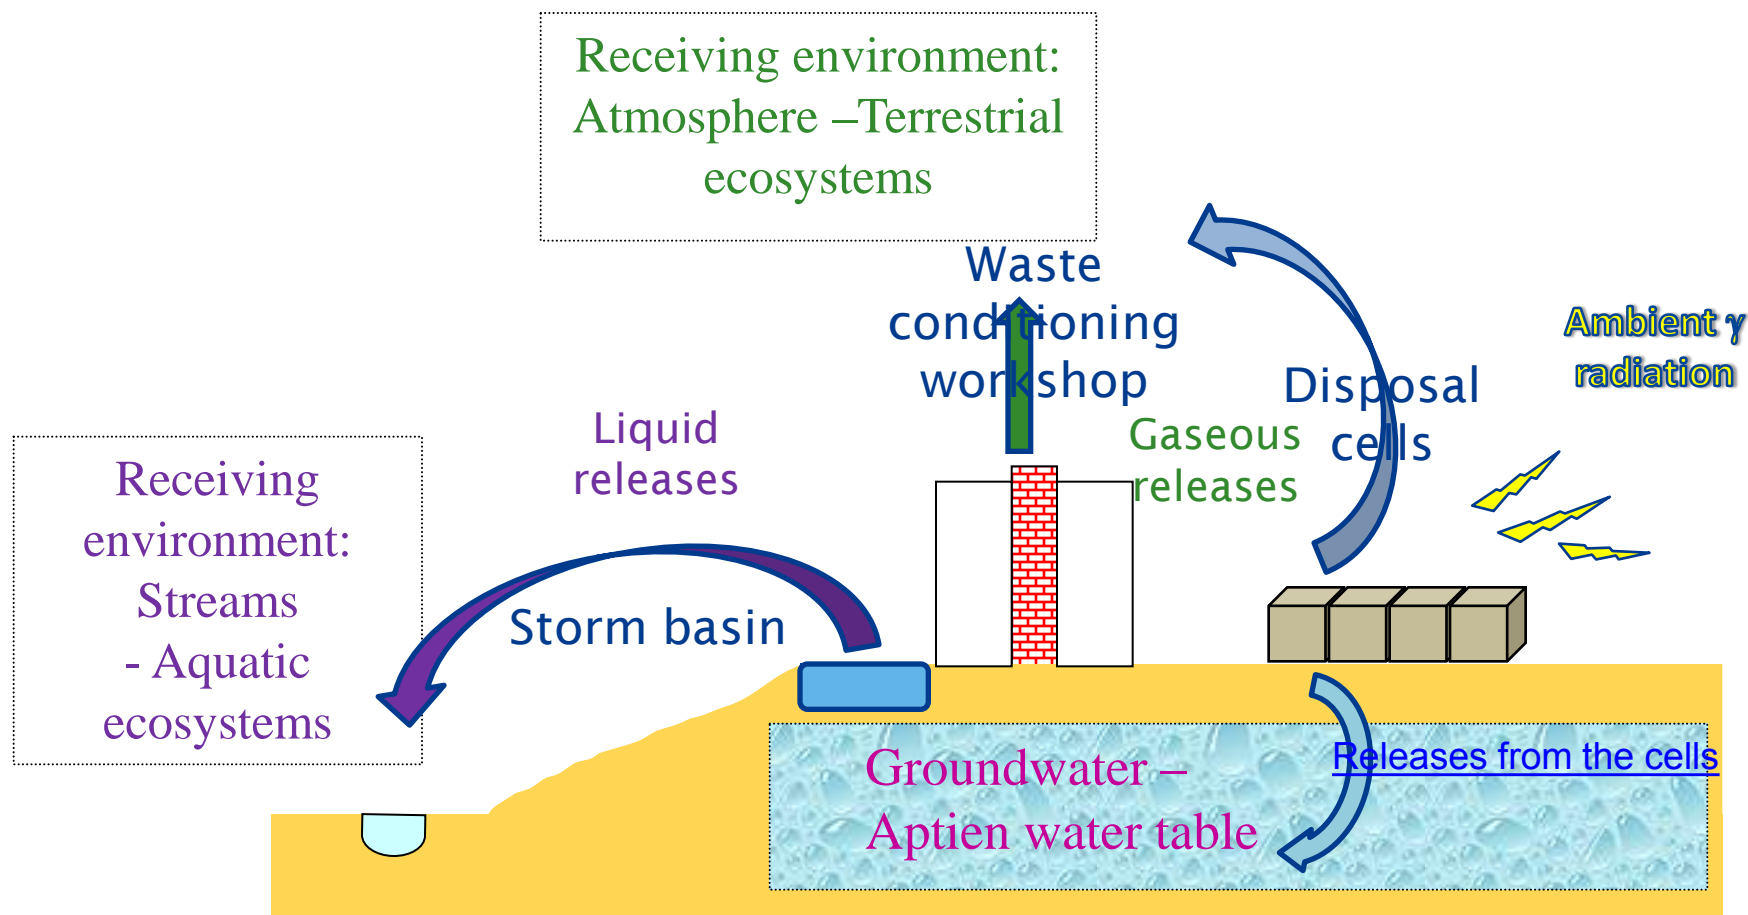 Receiving environment:
Atmosphere –Terrestrial
ecosystems
Waste
conditioning
workshop
Ambient γ
radiation
Disposal
cells
Liquid
releases
Gaseous
releases
Receiving
environment:
Streams
- Aquatic
ecosystems
Storm basin
Groundwater –
Aptien water table
Releases from the cells